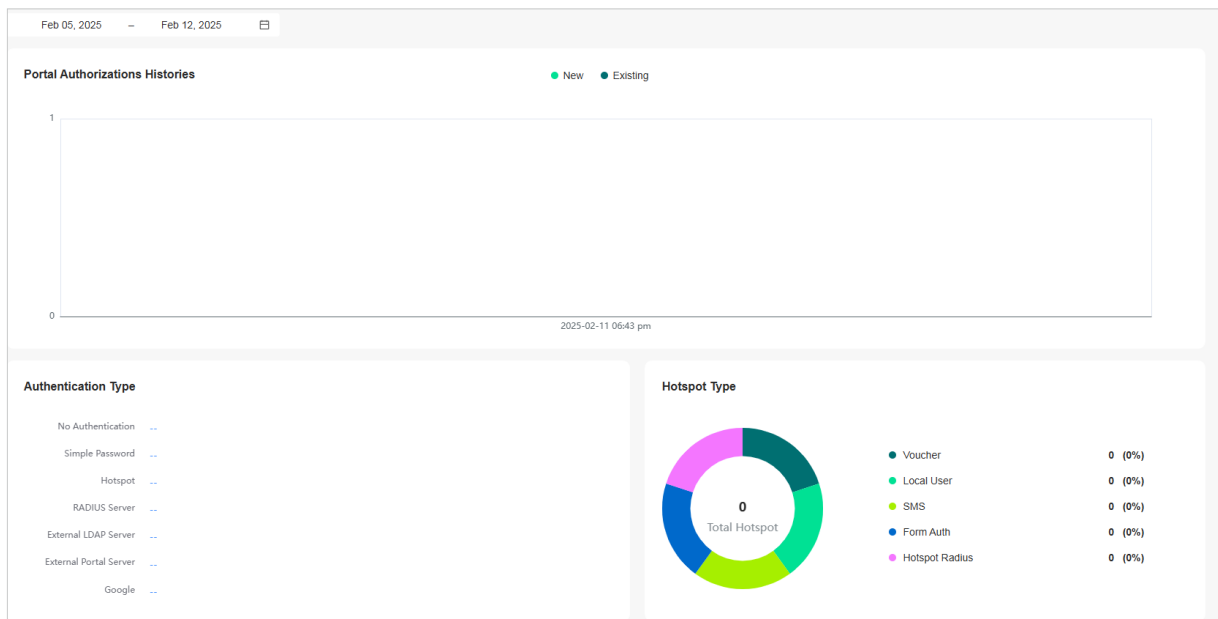 Feb 05, 2025 – Feb 12, 2025
Portal Authorizations Histories
New Existing
1
0
2025-02-11 06:43 pm
Authentication Type
No Authentication --
Simple Password --
Hotspot --
RADIUS Server --
External LDAP Server --
External Portal Server --
Google --
Hotspot Type
0
Total Hotspot
Voucher 0 (0%)
Local User 0 (0%)
SMS 0 (0%)
Form Auth 0 (0%)
Hotspot Radius 0 (0%)